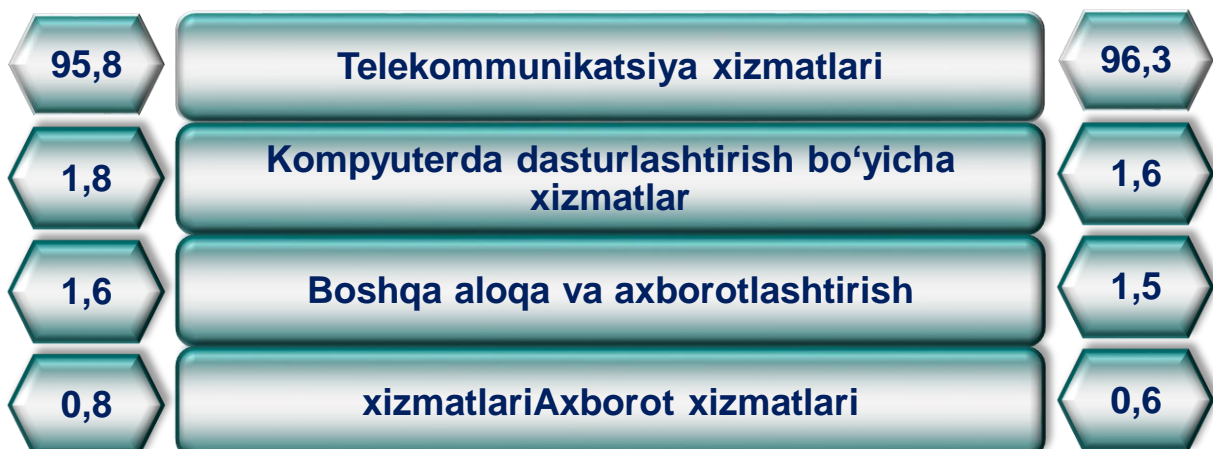 95,8 Telekommunikatsiya xizmatlari 96,3
Kompyuterda dasturlashtirish bo‘yicha
1,8 xizmatlar 1,6
1,6 Boshqa aloqa va axborotlashtirish 1,5
0,8 xizmatlariAxborot xizmatlari 0,6